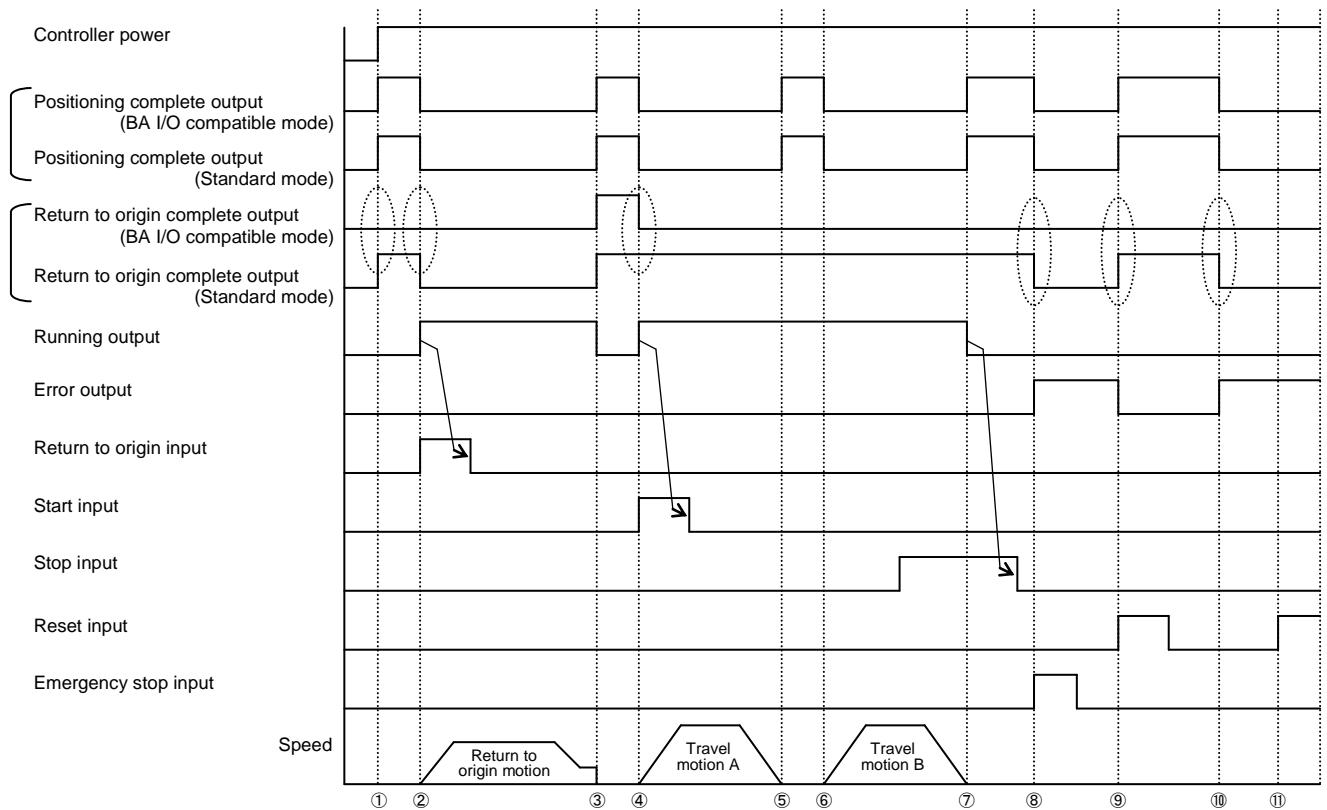 Controller power
Positioning complete output
(BA I/O compatible mode)
Positioning complete output
(Standard mode)
Return to origin complete output
(BA I/O compatible mode)
Return to origin complete output
(Standard mode)
Running output
Error output
Return to origin input
Start input
Stop input
Reset input
Emergency stop input
Speed
Return to
origin motion
Travel
motion A
Travel
motion B
① ② ③ ④ ⑤ ⑥ ⑦ ⑧ ⑨ ⑩ ⑪